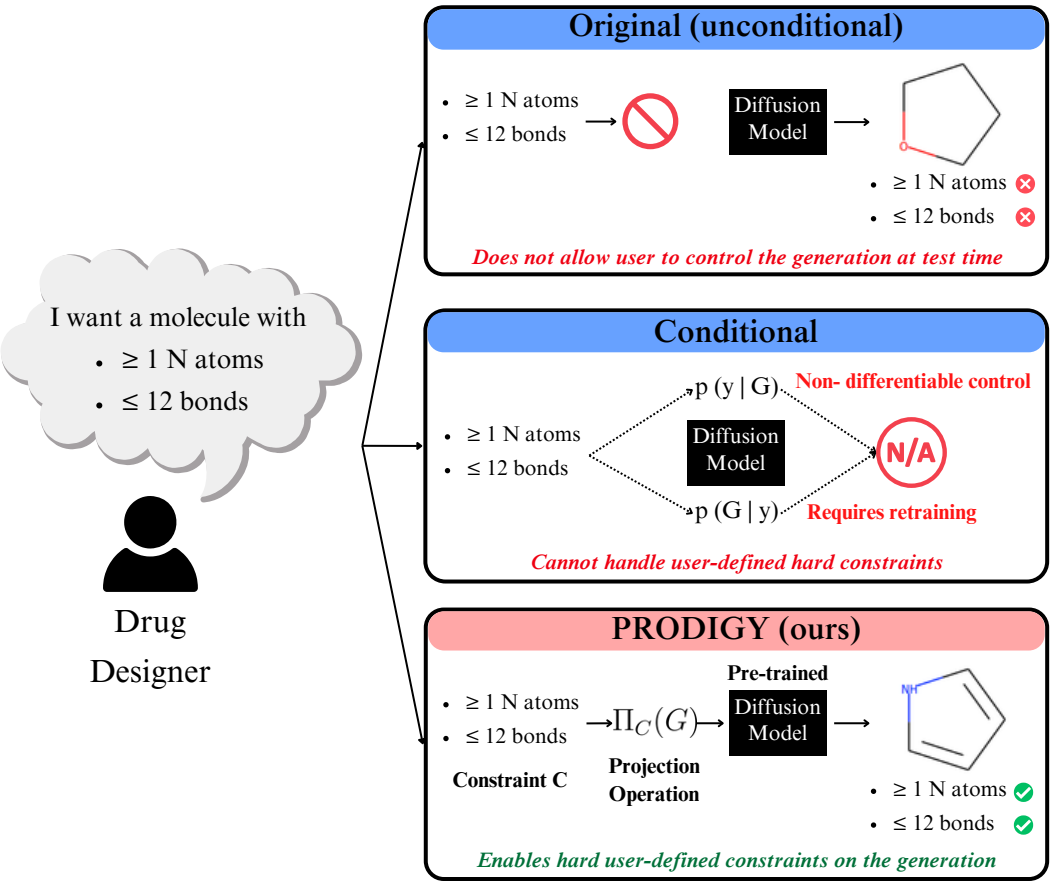 I want a molecule with
• ≥ 1 N atoms
• ≤ 12 bonds
Drug
Designer
Original (unconditional)
• ≥ 1 N atoms
• ≤ 12 bonds
Diffusion
Model
O
• ≥ 1 N atoms
• ≤ 12 bonds
Does not allow user to control the generation at test time
Conditional
• ≥ 1 N atoms
• ≤ 12 bonds
p (y | G)
Non- differentiable control
Diffusion
Model
N/A
p (G | y)
Requires retraining
Cannot handle user-defined hard constraints
PRODIGY (ours)
• ≥ 1 N atoms
• ≤ 12 bonds
Constraint C
Π_C(G)
Projection
Operation
Pre-trained
Diffusion
Model
NH
• ≥ 1 N atoms
• ≤ 12 bonds
Enables hard user-defined constraints on the generation